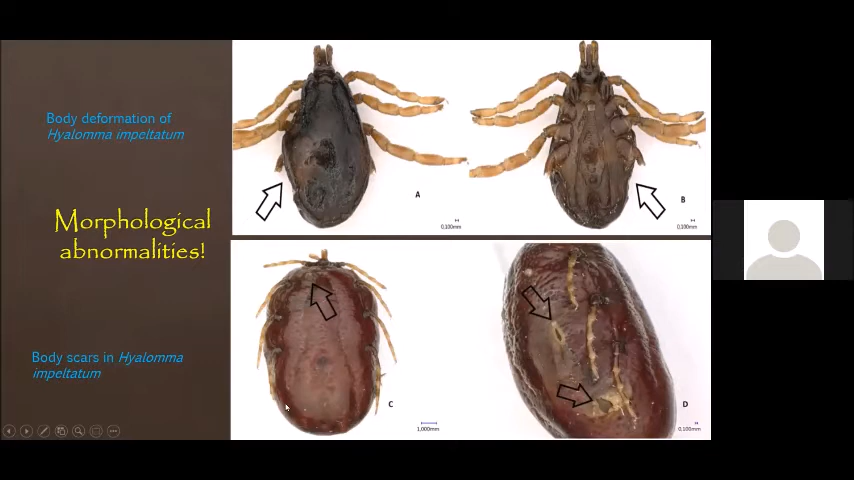 Body deformation of
Hyalomma impeltatum
Morphological
abnormalities!
Body scars in Hyalomma
impeltatum
A
0,100mm
B
0,100mm
C
1,000mm
D
0,100mm